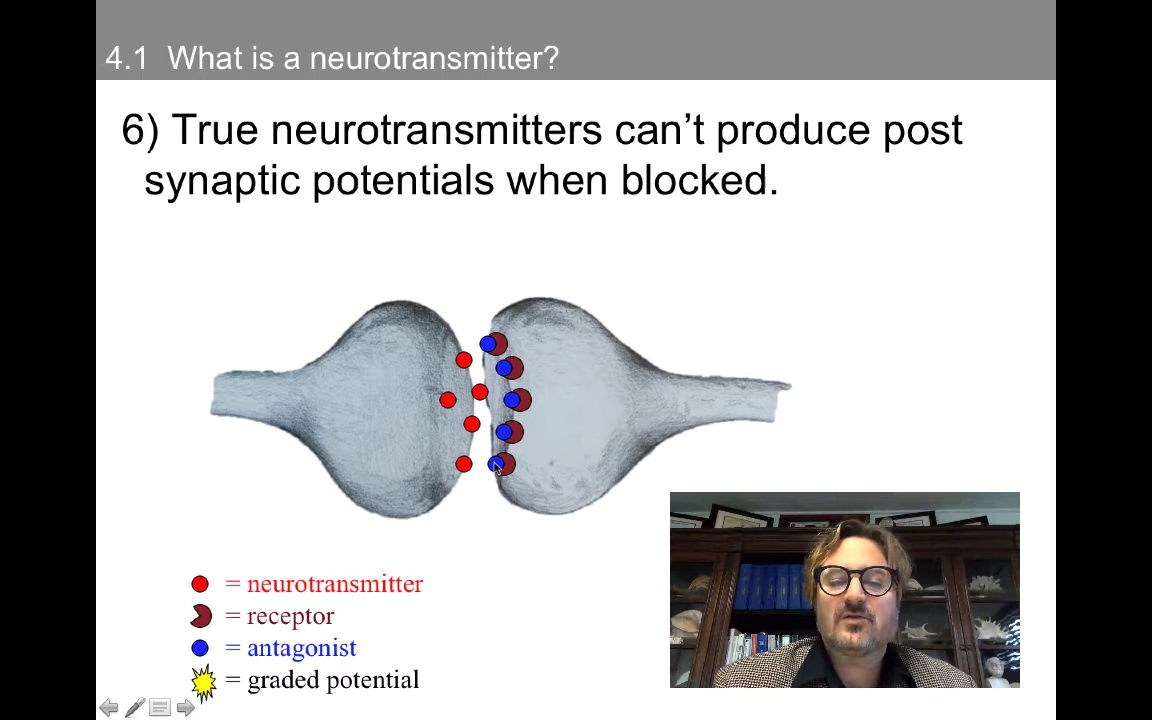 4.1 What is a neurotransmitter?
6) True neurotransmitters can’t produce post
synaptic potentials when blocked.
= neurotransmitter
= receptor
= antagonist
= graded potential